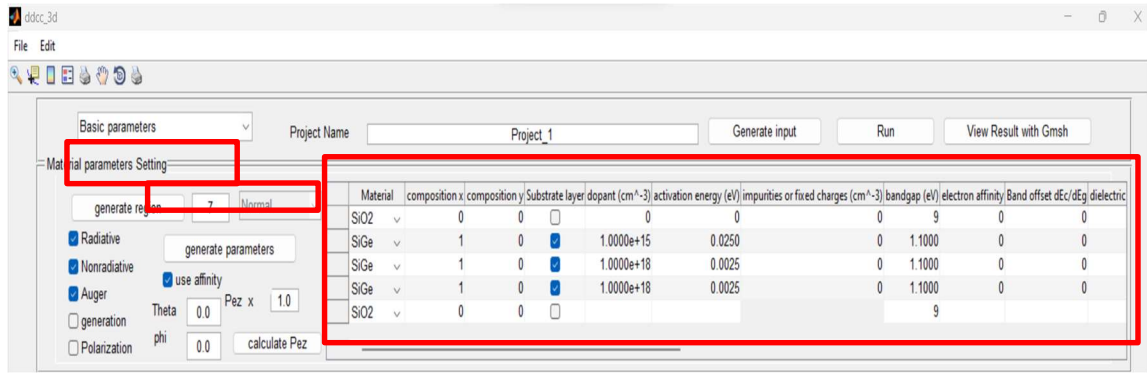 ddcc_3d
File Edit
Basic parameters Project Name Project_1 Generate input Run View Result with Gmsh
Material parameters Setting
generate region 7 Normal
Radiative
generate parameters
Nonradiative
use affinity
Auger
Pez x 1.0
Theta 0.0
generation
phi 0.0 calculate Pez
Polarization
Material composition x composition y Substrate layer dopant (cm^-3) activation energy (eV) impurities or fixed charges (cm^-3) bandgap (eV) electron affinity Band offset dEc/dEg dielectric
SiO2 0 0 0 0 0 9 0 0
SiGe 1 0 1.0000e+15 0.0250 0 1.1000 0 0
SiGe 1 0 1.0000e+18 0.0025 0 1.1000 0 0
SiGe 1 0 1.0000e+18 0.0025 0 1.1000 0 0
SiO2 0 0 9